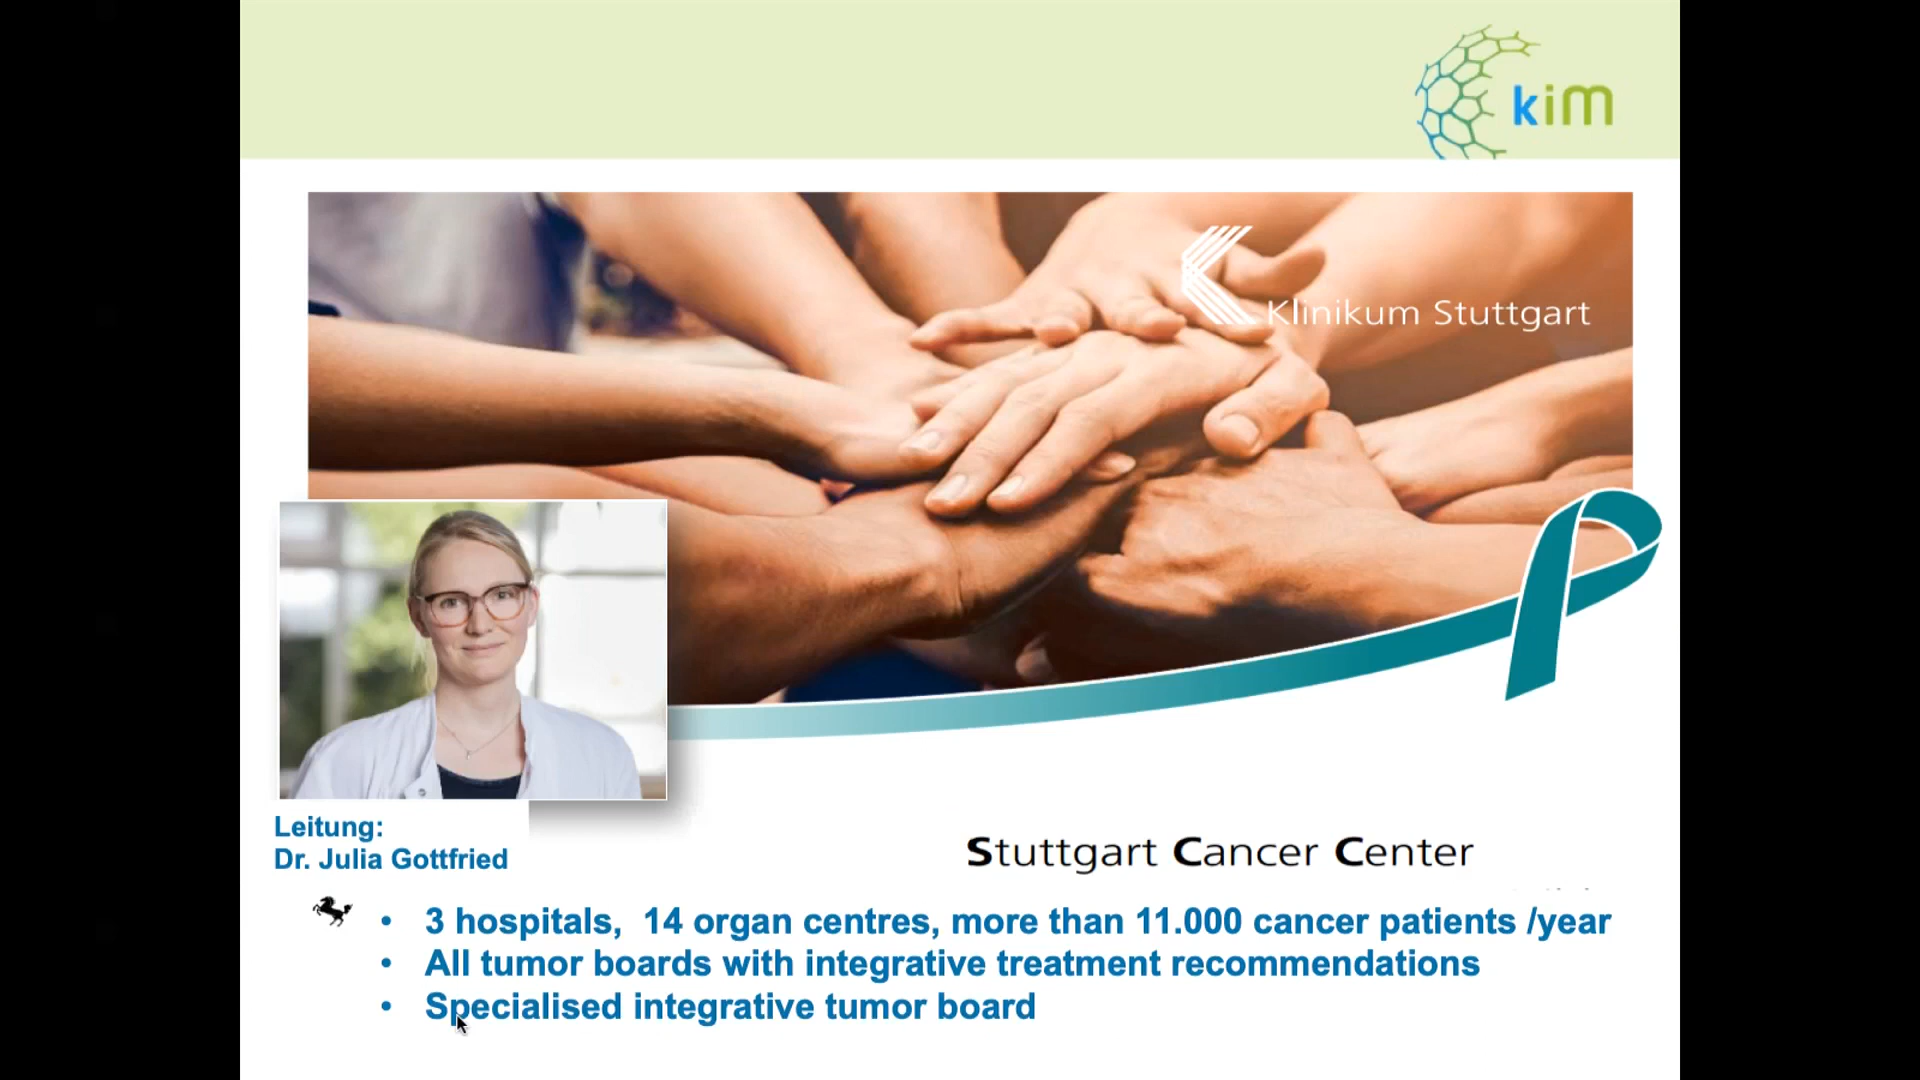 kim
Klinikum Stuttgart
Leitung:
Dr. Julia Gottfried
Stuttgart Cancer Center
• 3 hospitals, 14 organ centres, more than 11.000 cancer patients /year
• All tumor boards with integrative treatment recommendations
• Specialised integrative tumor board